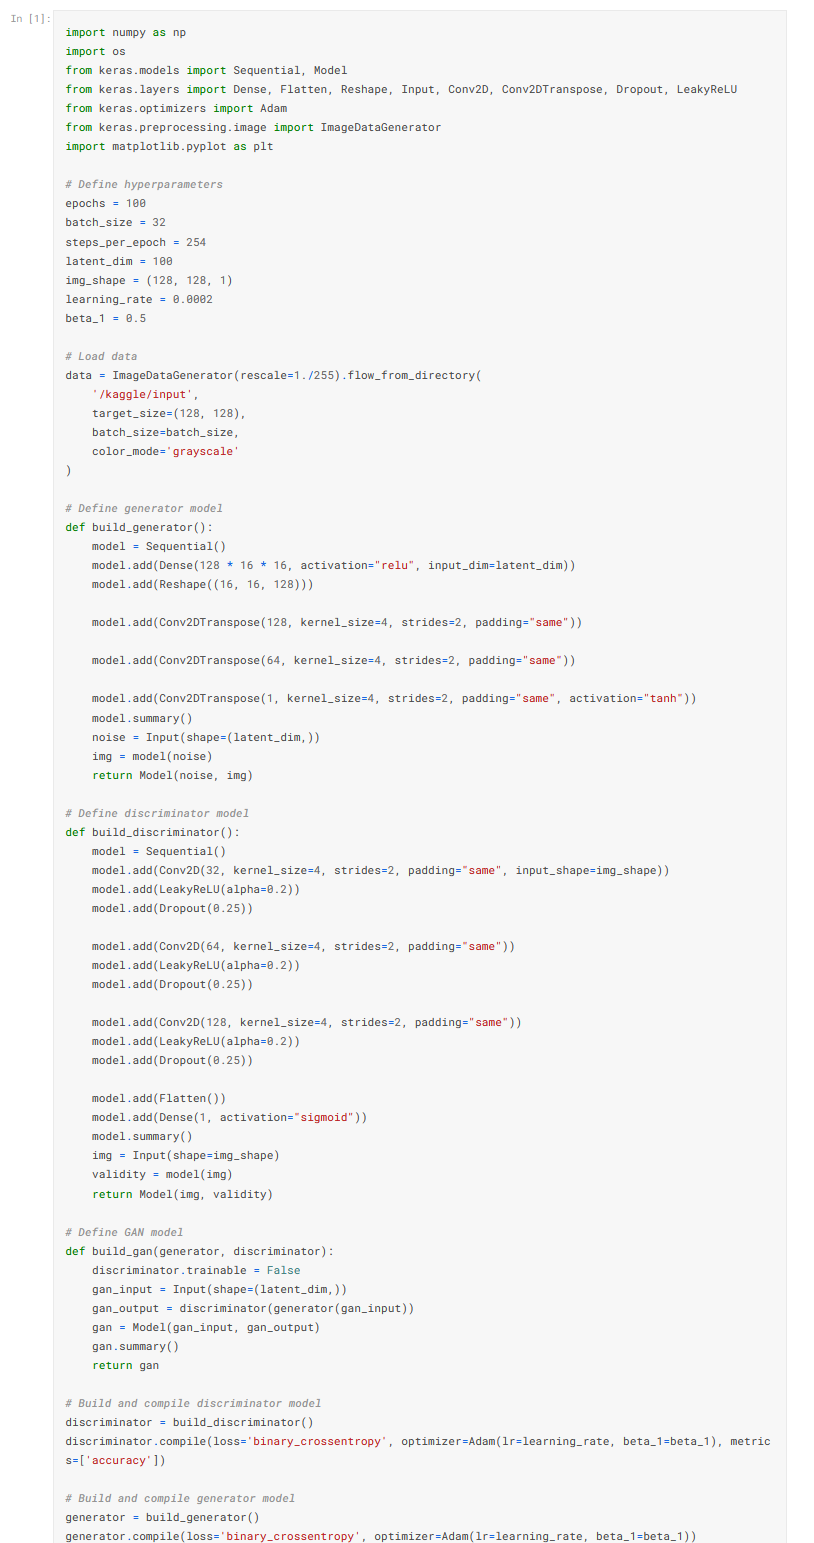 In [1]:
import numpy as np
import os
from keras.models import Sequential, Model
from keras.layers import Dense, Flatten, Reshape, Input, Conv2D, Conv2DTranspose, Dropout, LeakyReLU
from keras.optimizers import Adam
from keras.preprocessing.image import ImageDataGenerator
import matplotlib.pyplot as plt

# Define hyperparameters
epochs = 100
batch_size = 32
steps_per_epoch = 254
latent_dim = 100
img_shape = (128, 128, 1)
learning_rate = 0.0002
beta_1 = 0.5

# Load data
data = ImageDataGenerator(rescale=1./255).flow_from_directory(
    '/kaggle/input',
    target_size=(128, 128),
    batch_size=batch_size,
    color_mode='grayscale'
)

# Define generator model
def build_generator():
    model = Sequential()
    model.add(Dense(128 * 16 * 16, activation="relu", input_dim=latent_dim))
    model.add(Reshape((16, 16, 128)))

    model.add(Conv2DTranspose(128, kernel_size=4, strides=2, padding="same"))

    model.add(Conv2DTranspose(64, kernel_size=4, strides=2, padding="same"))

    model.add(Conv2DTranspose(1, kernel_size=4, strides=2, padding="same", activation="tanh"))
    model.summary()
    noise = Input(shape=(latent_dim,))
    img = model(noise)
    return Model(noise, img)

# Define discriminator model
def build_discriminator():
    model = Sequential()
    model.add(Conv2D(32, kernel_size=4, strides=2, padding="same", input_shape=img_shape))
    model.add(LeakyReLU(alpha=0.2))
    model.add(Dropout(0.25))

    model.add(Conv2D(64, kernel_size=4, strides=2, padding="same"))
    model.add(LeakyReLU(alpha=0.2))
    model.add(Dropout(0.25))

    model.add(Conv2D(128, kernel_size=4, strides=2, padding="same"))
    model.add(LeakyReLU(alpha=0.2))
    model.add(Dropout(0.25))

    model.add(Flatten())
    model.add(Dense(1, activation="sigmoid"))
    model.summary()
    img = Input(shape=img_shape)
    validity = model(img)
    return Model(img, validity)

# Define GAN model
def build_gan(generator, discriminator):
    discriminator.trainable = False
    gan_input = Input(shape=(latent_dim,))
    gan_output = discriminator(generator(gan_input))
    gan = Model(gan_input, gan_output)
    gan.summary()
    return gan

# Build and compile discriminator model
discriminator = build_discriminator()
discriminator.compile(loss='binary_crossentropy', optimizer=Adam(lr=learning_rate, beta_1=beta_1), metric
s=['accuracy'])

# Build and compile generator model
generator = build_generator()
generator.compile(loss='binary_crossentropy', optimizer=Adam(lr=learning_rate, beta_1=beta_1))